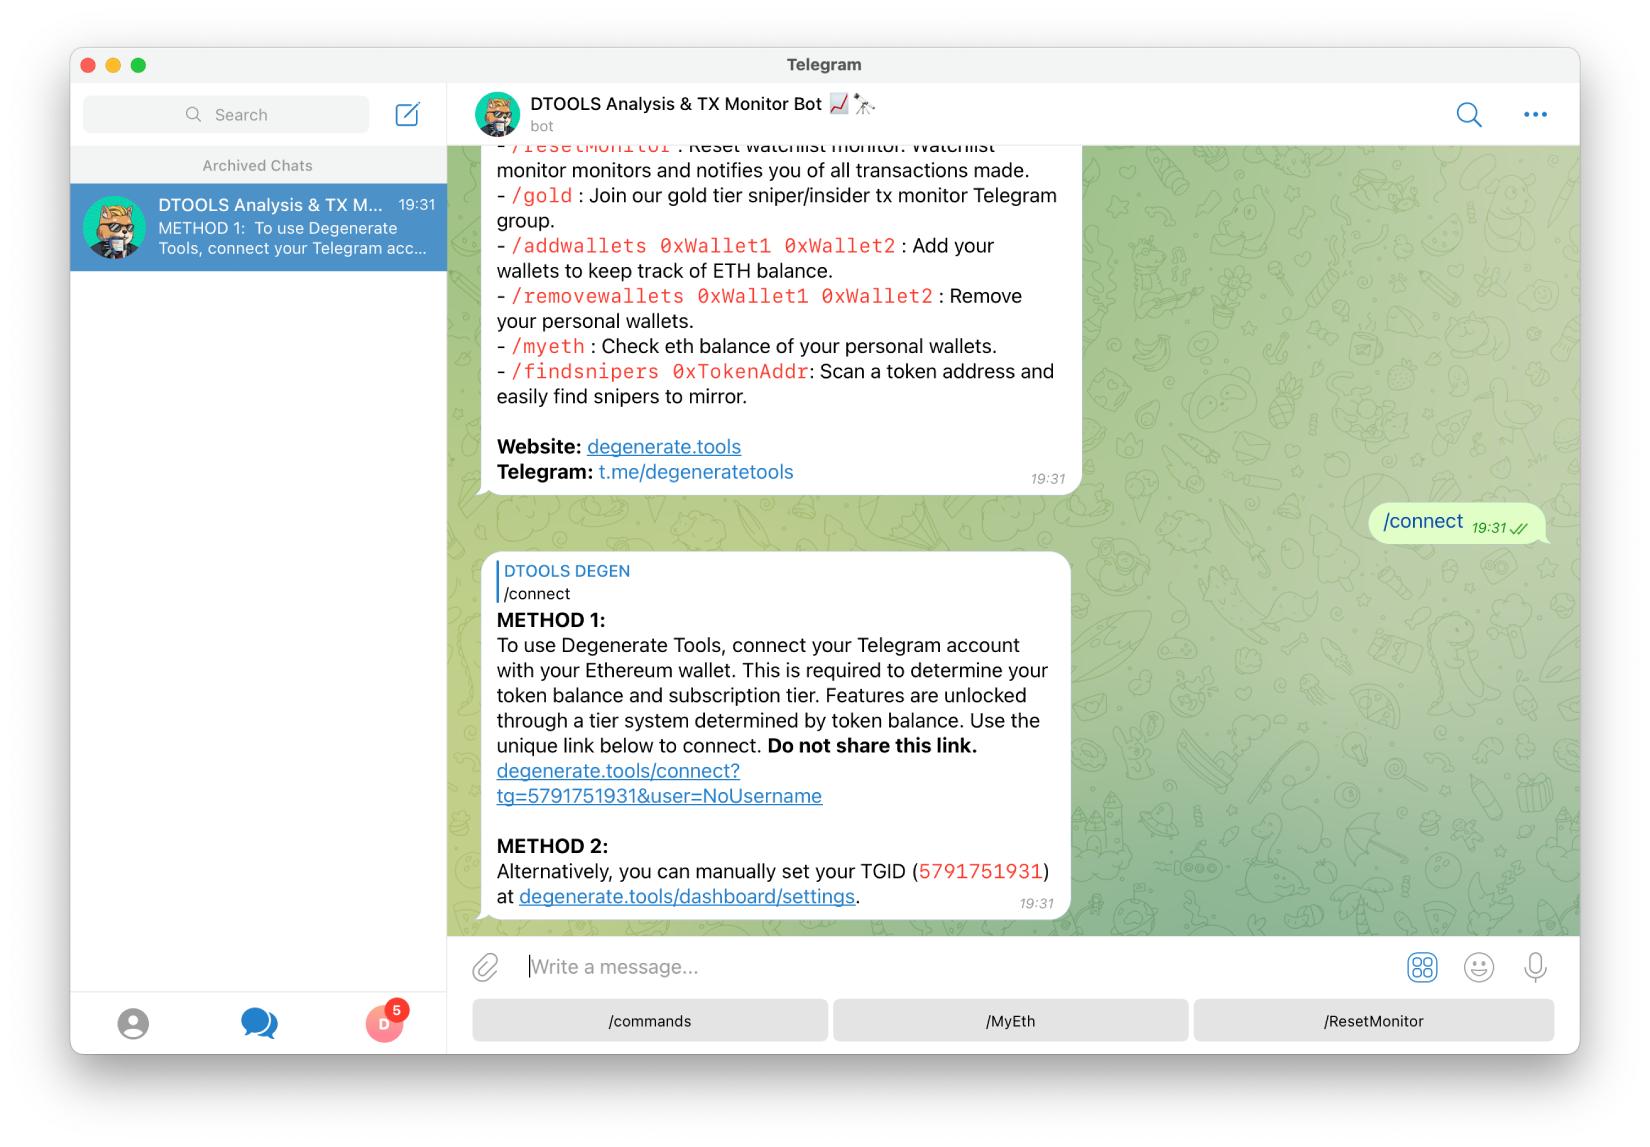 Telegram
Search
Archived Chats
DTOOLS Analysis & TX M... 19:31
METHOD 1: To use Degenerate
Tools, connect your Telegram acc...
5
D
DTOOLS Analysis & TX Monitor Bot
bot
- /resetMonitor : Reset watchlist monitor. Watchlist
monitor monitors and notifies you of all transactions made.
- /gold : Join our gold tier sniper/insider tx monitor Telegram
group.
- /addwallets 0xWallet1 0xWallet2 : Add your
wallets to keep track of ETH balance.
- /removewallets 0xWallet1 0xWallet2 : Remove
your personal wallets.
- /myeth : Check eth balance of your personal wallets.
- /findsnipers 0xTokenAddr: Scan a token address and
easily find snipers to mirror.
Website: degenerate.tools
Telegram: t.me/degeneratetools
19:31
/connect 19:31
DTOOLS DEGEN
/connect
METHOD 1:
To use Degenerate Tools, connect your Telegram account
with your Ethereum wallet. This is required to determine your
token balance and subscription tier. Features are unlocked
through a tier system determined by token balance. Use the
unique link below to connect. Do not share this link.
degenerate.tools/connect?
tg=5791751931&user=NoUsername
METHOD 2:
Alternatively, you can manually set your TGID (5791751931)
at degenerate.tools/dashboard/settings.
19:31
Write a message...
/commands
/MyEth
/ResetMonitor